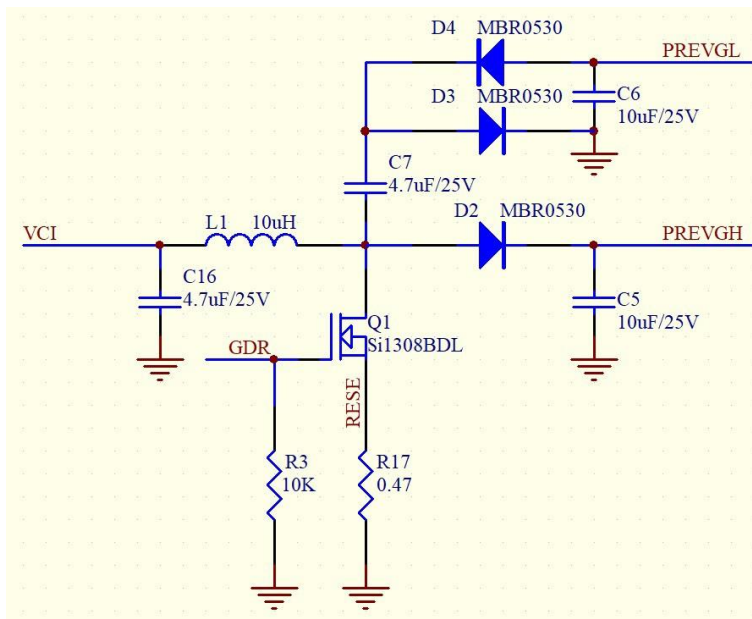 D4 MBR0530
PREVGL
D3 MBR0530
C6
10uF/25V
C7
4.7uF/25V
D2 MBR0530
L1 10uH
VCI
PREVGH
C16
4.7uF/25V
C5
10uF/25V
Q1
Si1308BDL
GDR
RESE
R3
10K
R17
0.47